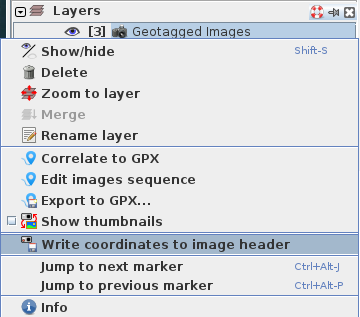 Layers
[3] Geotagged Images
Show/hide Shift-S
Delete
Zoom to layer
Merge
Rename layer
Correlate to GPX
Edit images sequence
Export to GPX...
Show thumbnails
Write coordinates to image header
Jump to next marker Ctrl+Alt-J
Jump to previous marker Ctrl+Alt-P
Info